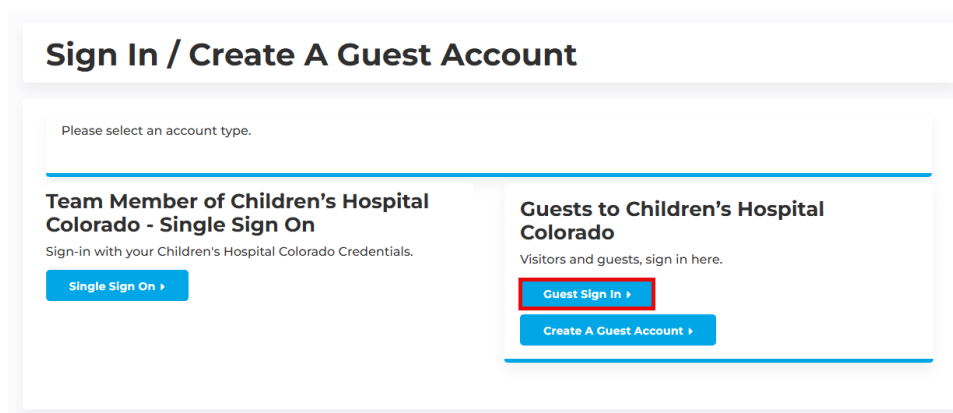 Sign In / Create A Guest Account
Please select an account type.
Team Member of Children’s Hospital
Colorado - Single Sign On
Sign-in with your Children's Hospital Colorado Credentials.
Single Sign On
Guests to Children’s Hospital
Colorado
Visitors and guests, sign in here.
Guest Sign In
Create A Guest Account